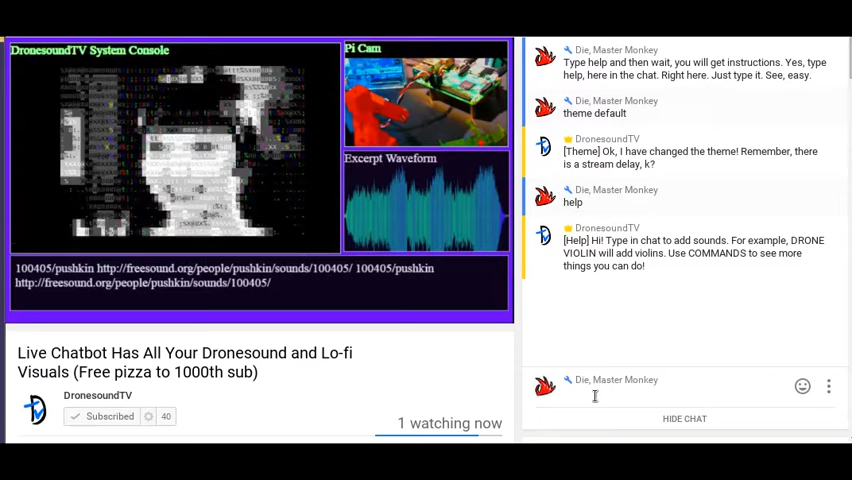 DronesoundTV System Console
Pi Cam
Excerpt Waveform
100405/pushkin http://freesound.org/people/pushkin/sounds/100405/ 100405/pushkin
http://freesound.org/people/pushkin/sounds/100405/
Live Chatbot Has All Your Dronesound and Lo-fi
Visuals (Free pizza to 1000th sub)
DronesoundTV
Subscribed 40
1 watching now
Die, Master Monkey
Type help and then wait, you will get instructions. Yes, type
help, here in the chat. Right here. Just type it. See, easy.
Die, Master Monkey
theme default
DronesoundTV
[Theme] Ok, I have changed the theme! Remember, there
is a stream delay, k?
Die, Master Monkey
help
DronesoundTV
[Help] Hi! Type in chat to add sounds. For example, DRONE
VIOLIN will add violins. Use COMMANDS to see more
things you can do!
Die, Master Monkey
HIDE CHAT